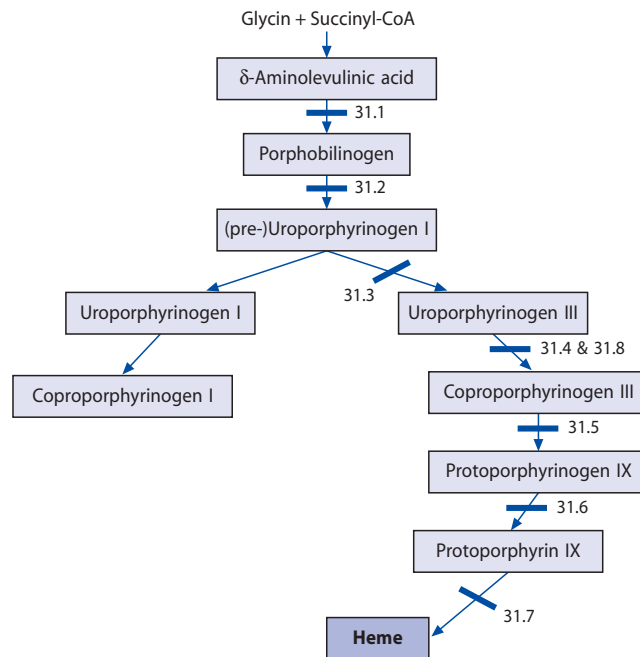 Glycin + Succinyl-CoA
δ-Aminolevulinic acid
31.1
Porphobilinogen
31.2
(pre-)Uroporphyrinogen I
31.3
Uroporphyrinogen I
Uroporphyrinogen III
31.4 & 31.8
Coproporphyrinogen I
Coproporphyrinogen III
31.5
Protoporphyrinogen IX
31.6
Protoporphyrin IX
31.7
Heme